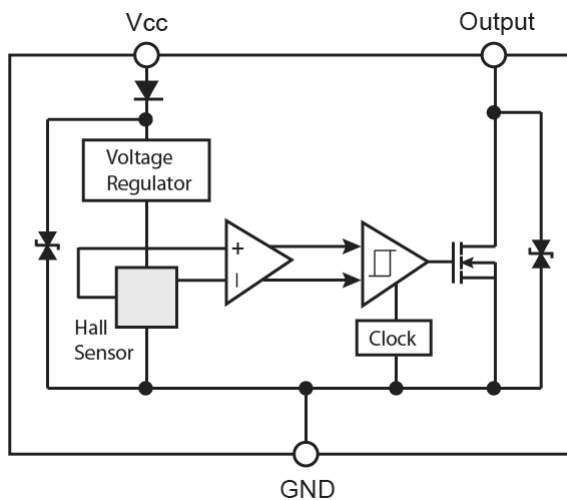 Vcc
Output
Voltage
Regulator
+
−
Hall
Sensor
Clock
GND